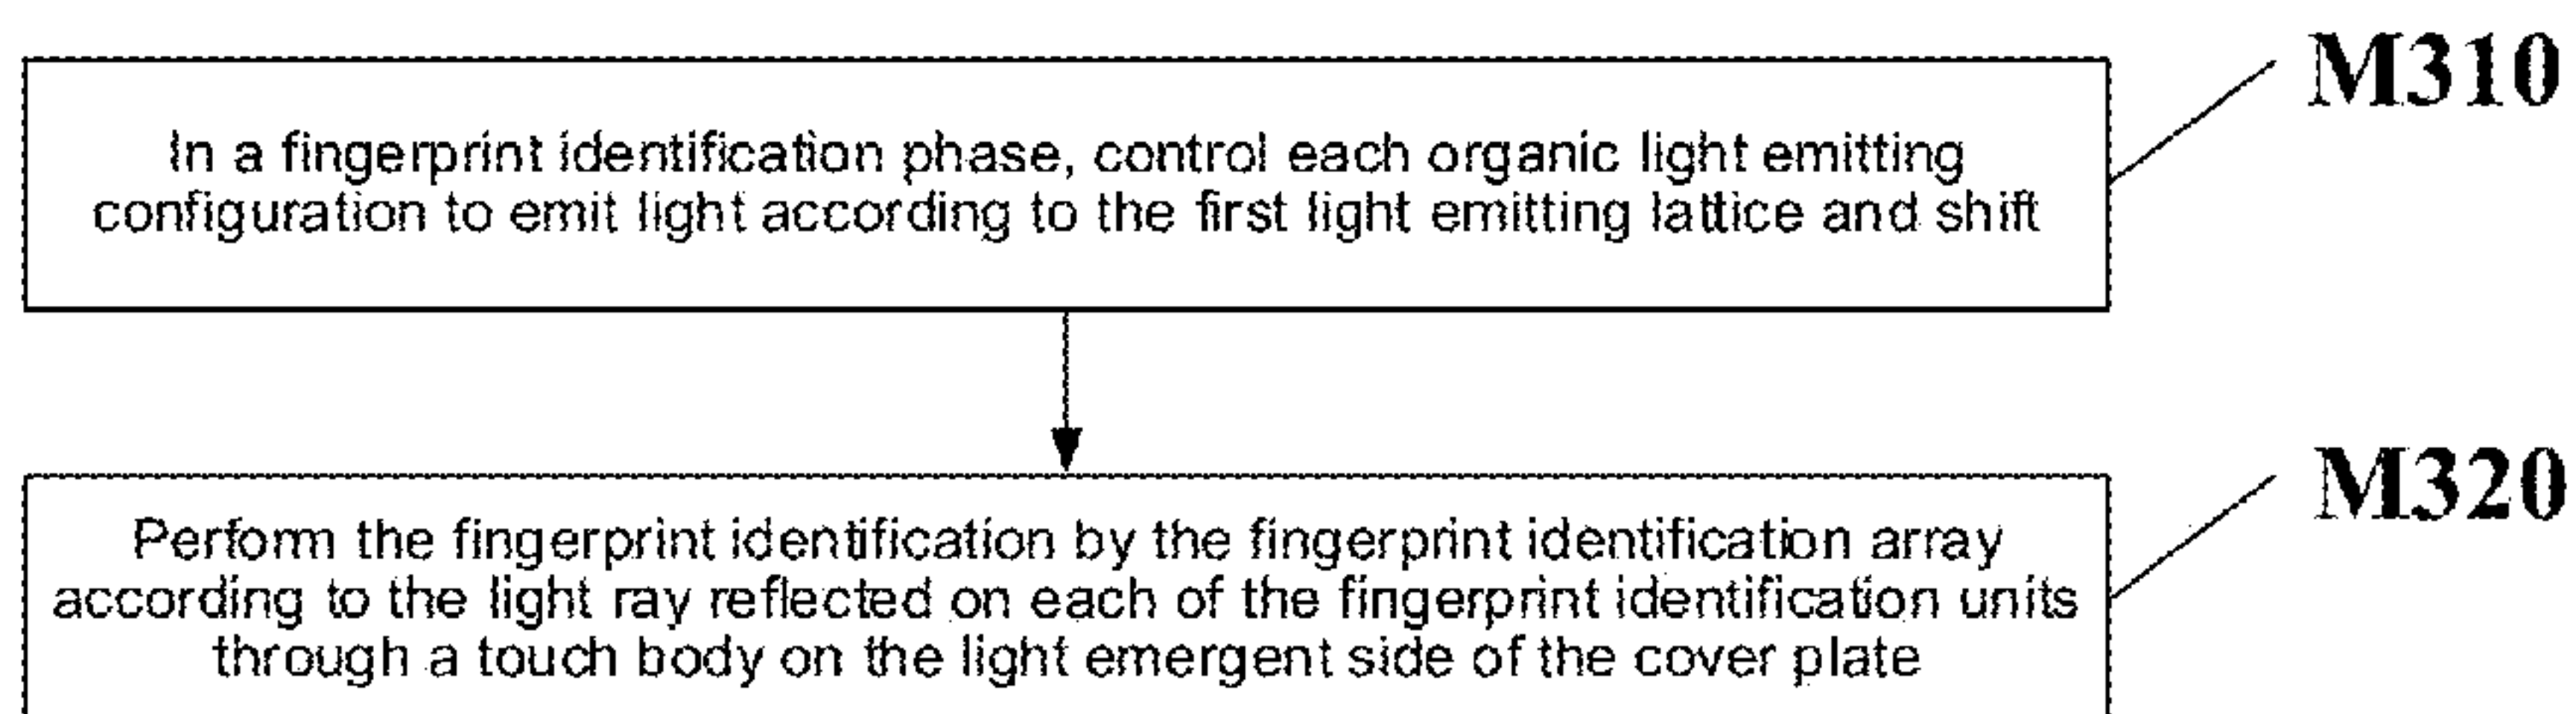 M310
In a fingerprint identification phase, control each organic light emitting
configuration to emit light according to the first light emitting lattice and shift
M320
Perform the fingerprint identification by the fingerprint identification array
according to the light ray reflected on each of the fingerprint identification units
through a touch body on the light emergent side of the cover plate